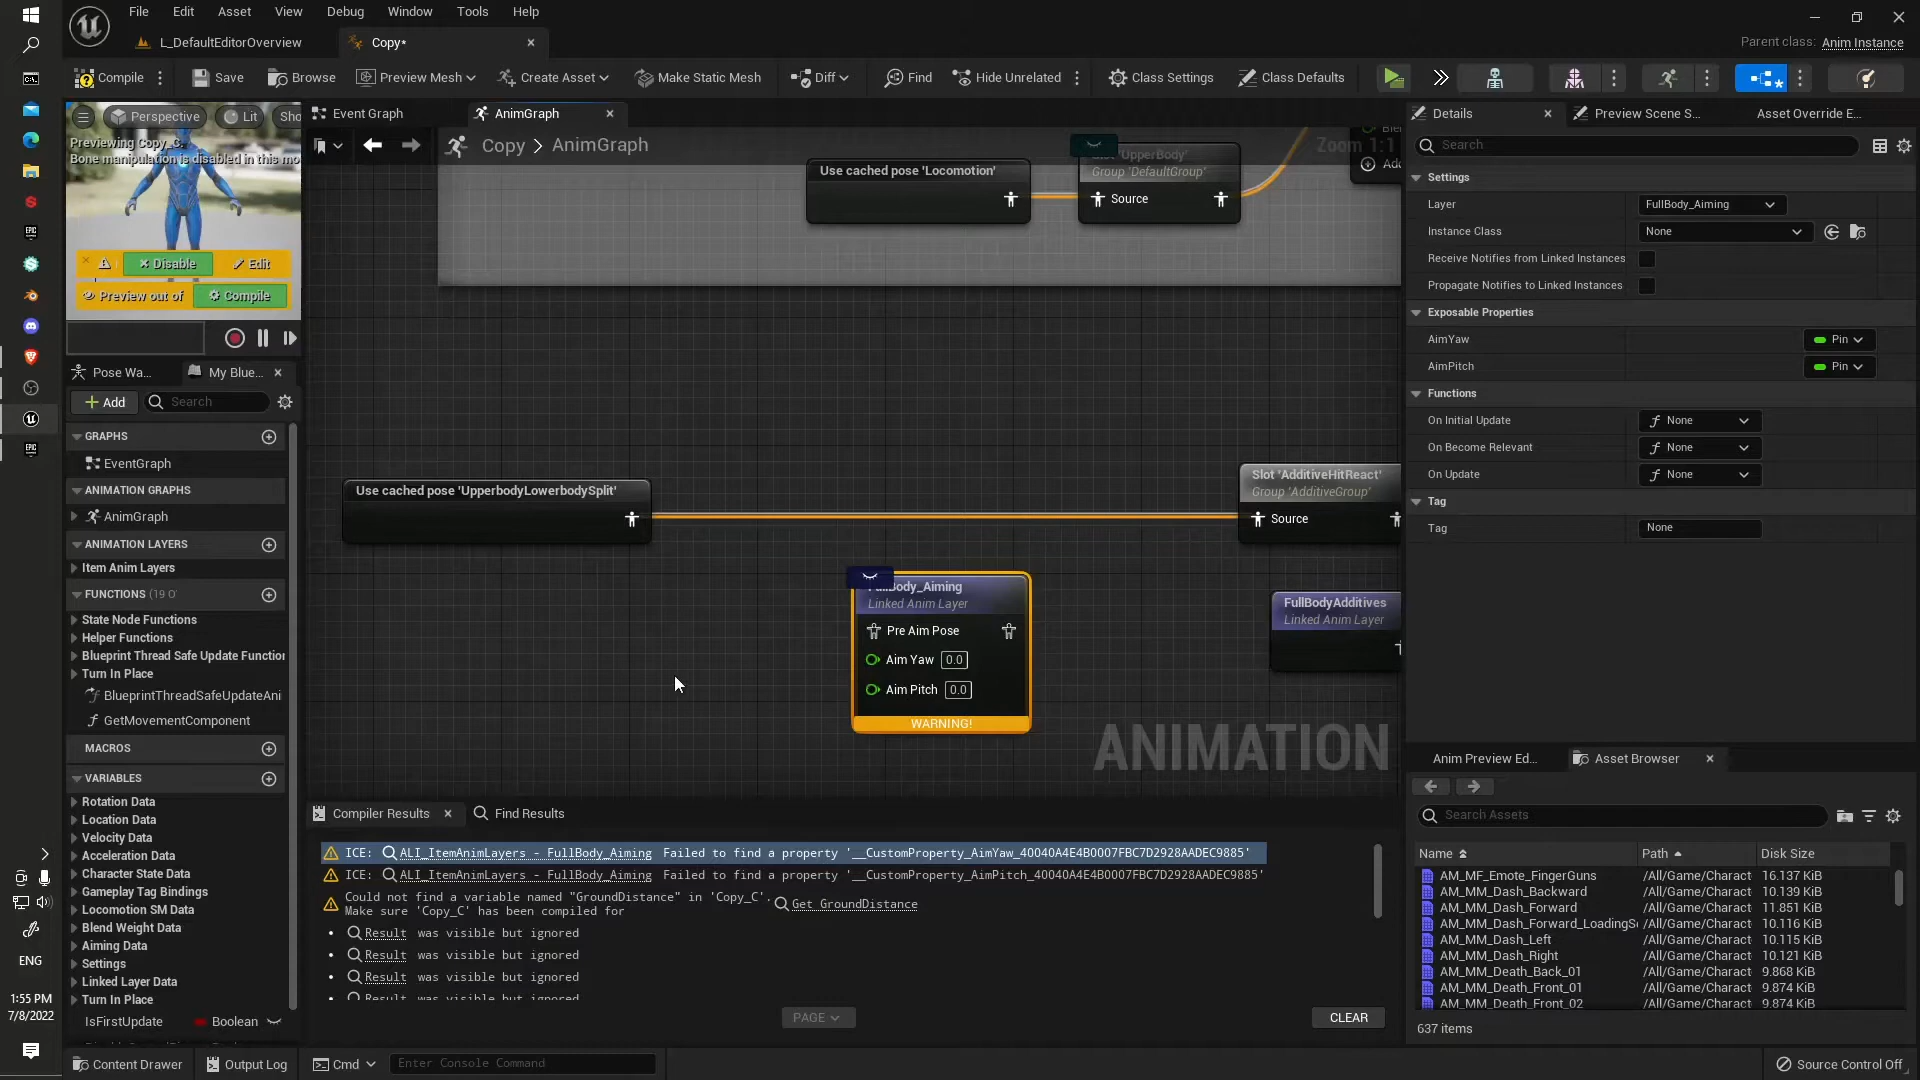 File Edit Asset View Debug Window Tools Help
L_DefaultEditorOverview
Copy*
Parent class: Anim Instance
Compile Save Browse Preview Mesh Create Asset Make Static Mesh Diff Find Hide Unrelated Class Settings Class Defaults
Perspective Lit Sho
Previewing Copy_C.
Bone manipulation is disabled in this mo
Disable Edit
Preview out of Compile
Event Graph AnimGraph
Copy > AnimGraph
Zoom 1:1
Use cached pose 'Locomotion'
Slot 'UpperBody'
Group 'DefaultGroup'
Source
Add
Use cached pose 'UpperbodyLowerbodySplit'
Slot 'AdditiveHitReact'
Group 'AdditiveGroup'
Source
FullBody_Aiming
Linked Anim Layer
Pre Aim Pose
Aim Yaw 0.0
Aim Pitch 0.0
WARNING!
FullBodyAdditives
Linked Anim Layer
ANIMATION
Pose Wa... My Blue...
Add Search
GRAPHS
EventGraph
ANIMATION GRAPHS
AnimGraph
ANIMATION LAYERS
Item Anim Layers
FUNCTIONS (19 O
State Node Functions
Helper Functions
Blueprint Thread Safe Update Function
Turn In Place
BlueprintThreadSafeUpdateAni
GetMovementComponent
MACROS
VARIABLES
Rotation Data
Location Data
Velocity Data
Acceleration Data
Character State Data
Gameplay Tag Bindings
Locomotion SM Data
Blend Weight Data
Aiming Data
Settings
Linked Layer Data
Turn In Place
IsFirstUpdate Boolean
Compiler Results Find Results
ICE: ALI_ItemAnimLayers - FullBody_Aiming Failed to find a property '__CustomProperty_AimYaw_40040A4E4B0007FBC7D2928AADEC9885'
ICE: ALI_ItemAnimLayers - FullBody_Aiming Failed to find a property '__CustomProperty_AimPitch_40040A4E4B0007FBC7D2928AADEC9885'
Could not find a variable named "GroundDistance" in 'Copy_C'.
Make sure 'Copy_C' has been compiled for
Get GroundDistance
• Result was visible but ignored
• Result was visible but ignored
• Result was visible but ignored
• Result was visible but ignored
PAGE
CLEAR
Details Preview Scene S... Asset Override E...
Search
Settings
Layer FullBody_Aiming
Instance Class None
Receive Notifies from Linked Instances
Propagate Notifies to Linked Instances
Exposable Properties
AimYaw Pin
AimPitch Pin
Functions
On Initial Update None
On Become Relevant None
On Update None
Tag
Tag None
Anim Preview Ed... Asset Browser
Search Assets
Name Path Disk Size
AM_MF_Emote_FingerGuns /All/Game/Charact 16.137 KiB
AM_MM_Dash_Backward /All/Game/Charact 10.139 KiB
AM_MM_Dash_Forward /All/Game/Charact 11.851 KiB
AM_MM_Dash_Forward_LoadingSc /All/Game/Charact 10.116 KiB
AM_MM_Dash_Left /All/Game/Charact 10.115 KiB
AM_MM_Dash_Right /All/Game/Charact 10.121 KiB
AM_MM_Death_Back_01 /All/Game/Charact 9.868 KiB
AM_MM_Death_Front_01 /All/Game/Charact 9.874 KiB
AM_MM_Death_Front_02 /All/Game/Charact 9.874 KiB
637 items
EPIC
EPIC
ENG
1:55 PM
7/8/2022
Content Drawer Output Log Cmd Enter Console Command Source Control Off